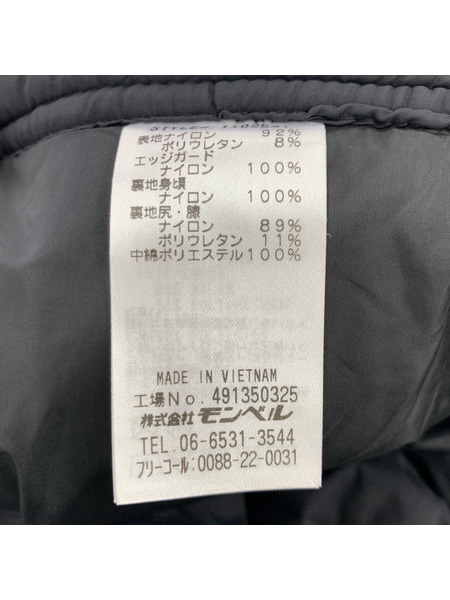 表地ナイロン 92%
ポリウレタン 8%
エッジガード
ナイロン 100%
裏地身頃
ナイロン 100%
裏地尻・膝
ナイロン 89%
ポリウレタン 11%
中綿ポリエステル100%
MADE IN VIETNAM
工場No. 491350325
株式会社 モンベル
TEL. 06-6531-3544
フリーコール:0088-22-0031